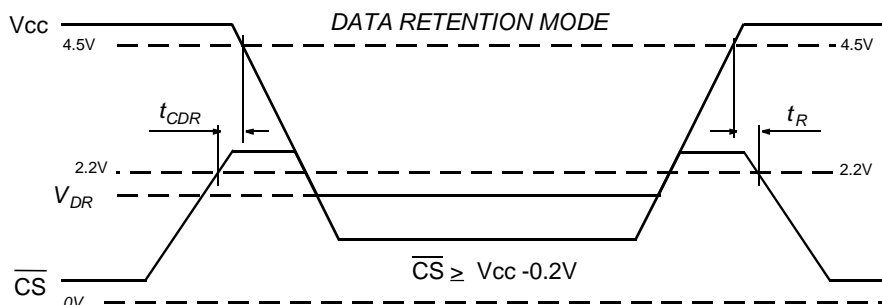 Vcc
DATA RETENTION MODE
4.5V
4.5V
tCDR
tR
2.2V
2.2V
VDR
CS
CS ≥ Vcc -0.2V
0V